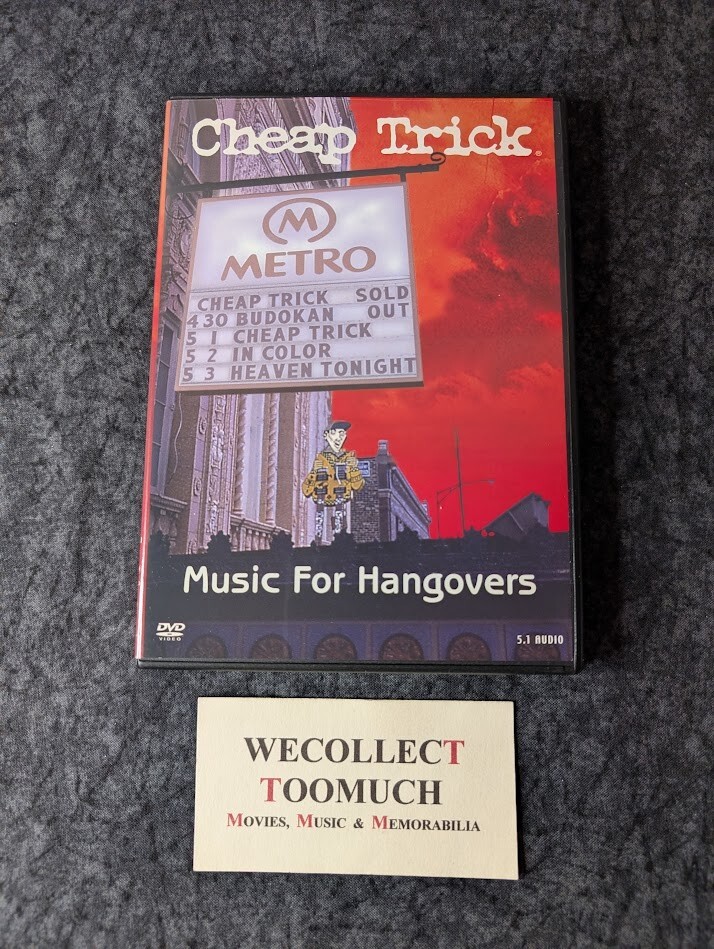 Cheap Trick®
M
METRO
CHEAP TRICK SOLD
4 30 BUDOKAN OUT
5 1 CHEAP TRICK
5 2 IN COLOR
5 3 HEAVEN TONIGHT
Music For Hangovers
DVD
VIDEO
5.1 AUDIO
WECOLLECT
TOOMUCH
MOVIES, MUSIC & MEMORABILIA